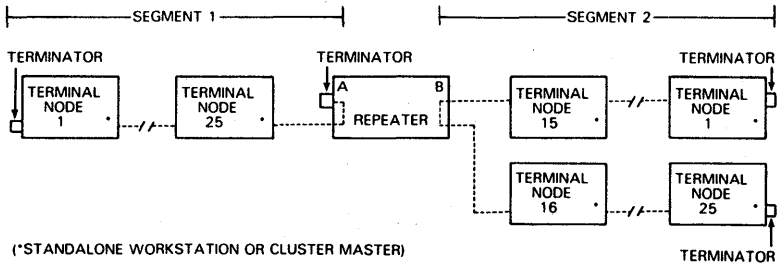 SEGMENT 1
SEGMENT 2
TERMINATOR
TERMINATOR
TERMINATOR
TERMINAL
NODE
1 *
TERMINAL
NODE
25 *
A
B
REPEATER
TERMINAL
NODE
15 *
TERMINAL
NODE
1 *
TERMINAL
NODE
16 *
TERMINAL
NODE
25 *
(*STANDALONE WORKSTATION OR CLUSTER MASTER)
TERMINATOR